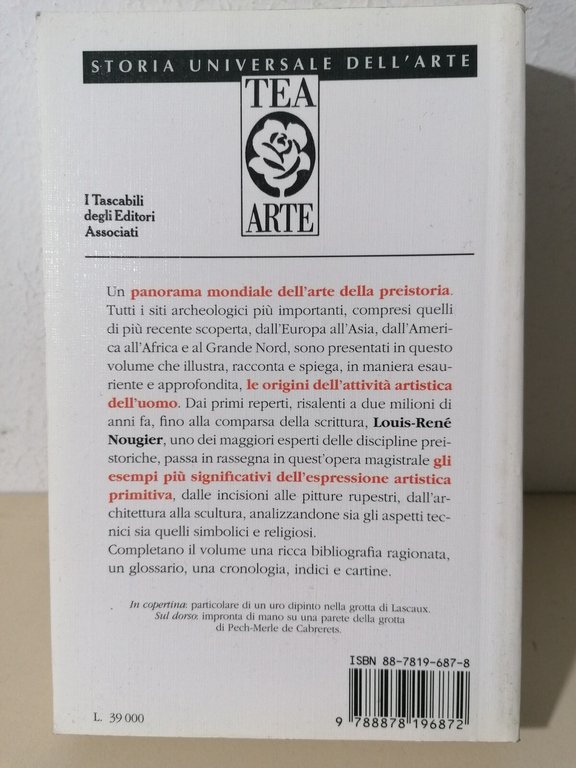 STORIA UNIVERSALE DELL'ARTE
TEA
ARTE
I Tascabili
degli Editori
Associati
Un panorama mondiale dell'arte della preistoria.
Tutti i siti archeologici più importanti, compresi quelli
di più recente scoperta, dall'Europa all'Asia, dall'Ameri-
ca all'Africa e al Grande Nord, sono presentati in questo
volume che illustra, racconta e spiega, in maniera esau-
riente e approfondita, le origini dell'attività artistica
dell'uomo. Dai primi reperti, risalenti a due milioni di
anni fa, fino alla comparsa della scrittura, Louis-René
Nougier, uno dei maggiori esperti delle discipline prei-
storiche, passa in rassegna in quest'opera magistrale gli
esempi più significativi dell'espressione artistica
primitiva, dalle incisioni alle pitture rupestri, dall'ar-
chitettura alla scultura, analizzandone sia gli aspetti tec-
nici sia quelli simbolici e religiosi.
Completano il volume una ricca bibliografia ragionata,
un glossario, una cronologia, indici e cartine.
In copertina: particolare di un uro dipinto nella grotta di Lascaux.
Sul dorso: impronta di mano su una parete della grotta
di Pech-Merle de Cabrerets.
ISBN 88-7819-687-8
L. 39 000
9 788878 196872